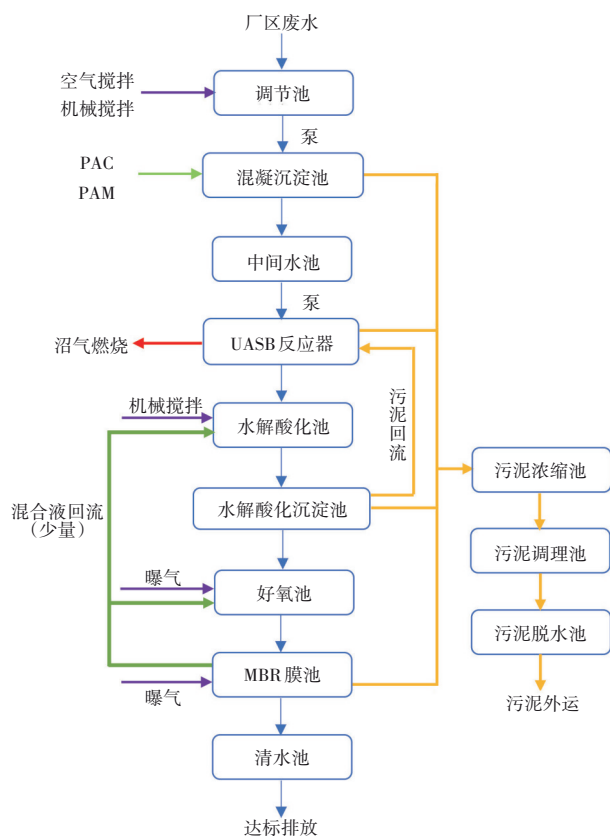 厂区废水
空气搅拌
机械搅拌
调节池
泵
PAC
PAM
混凝沉淀池
中间水池
泵
沼气燃烧
UASB反应器
机械搅拌
水解酸化池
污泥回流
混合液回流
(少量)
水解酸化沉淀池
污泥浓缩池
曝气
好氧池
污泥调理池
污泥脱水池
MBR膜池
曝气
污泥外运
清水池
达标排放